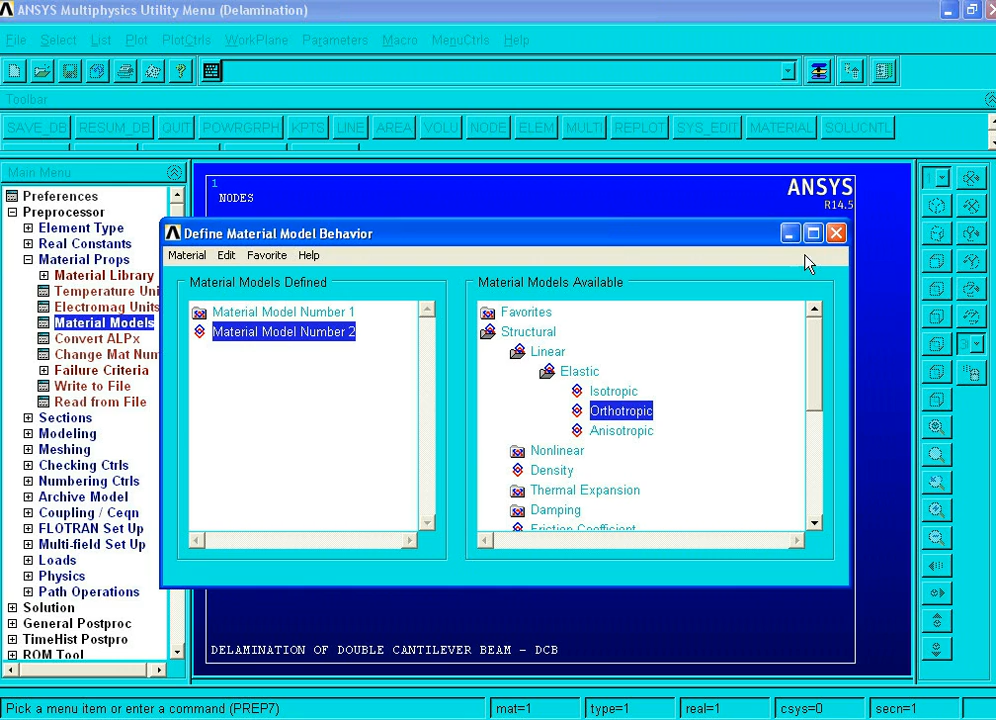 ANSYS Multiphysics Utility Menu (Delamination)
File Select List Plot PlotCtrls WorkPlane Parameters Macro MenuCtrls Help
Toolbar
SAVE_DB RESUM_DB QUIT POWRGRPH KPTS LINE AREA VOLU NODE ELEM MULTI REPLOT SYS_EDIT MATERIAL SOLUCNTL
Main Menu
Preferences
Preprocessor
Element Type
Real Constants
Material Props
Material Library
Temperature Uni
Electromag Units
Material Models
Convert ALPx
Change Mat Num
Failure Criteria
Write to File
Read from File
Sections
Modeling
Meshing
Checking Ctrls
Numbering Ctrls
Archive Model
Coupling / Ceqn
FLOTRAN Set Up
Multi-field Set Up
Loads
Physics
Path Operations
Solution
General Postproc
TimeHist Postpro
ROM Tool
1
NODES
ANSYS
R14.5
Define Material Model Behavior
Material Edit Favorite Help
Material Models Defined
Material Model Number 1
Material Model Number 2
Material Models Available
Favorites
Structural
Linear
Elastic
Isotropic
Orthotropic
Anisotropic
Nonlinear
Density
Thermal Expansion
Damping
Friction Coefficient
DELAMINATION OF DOUBLE CANTILEVER BEAM - DCB
Pick a menu item or enter a command (PREP7) mat=1 type=1 real=1 csys=0 secn=1